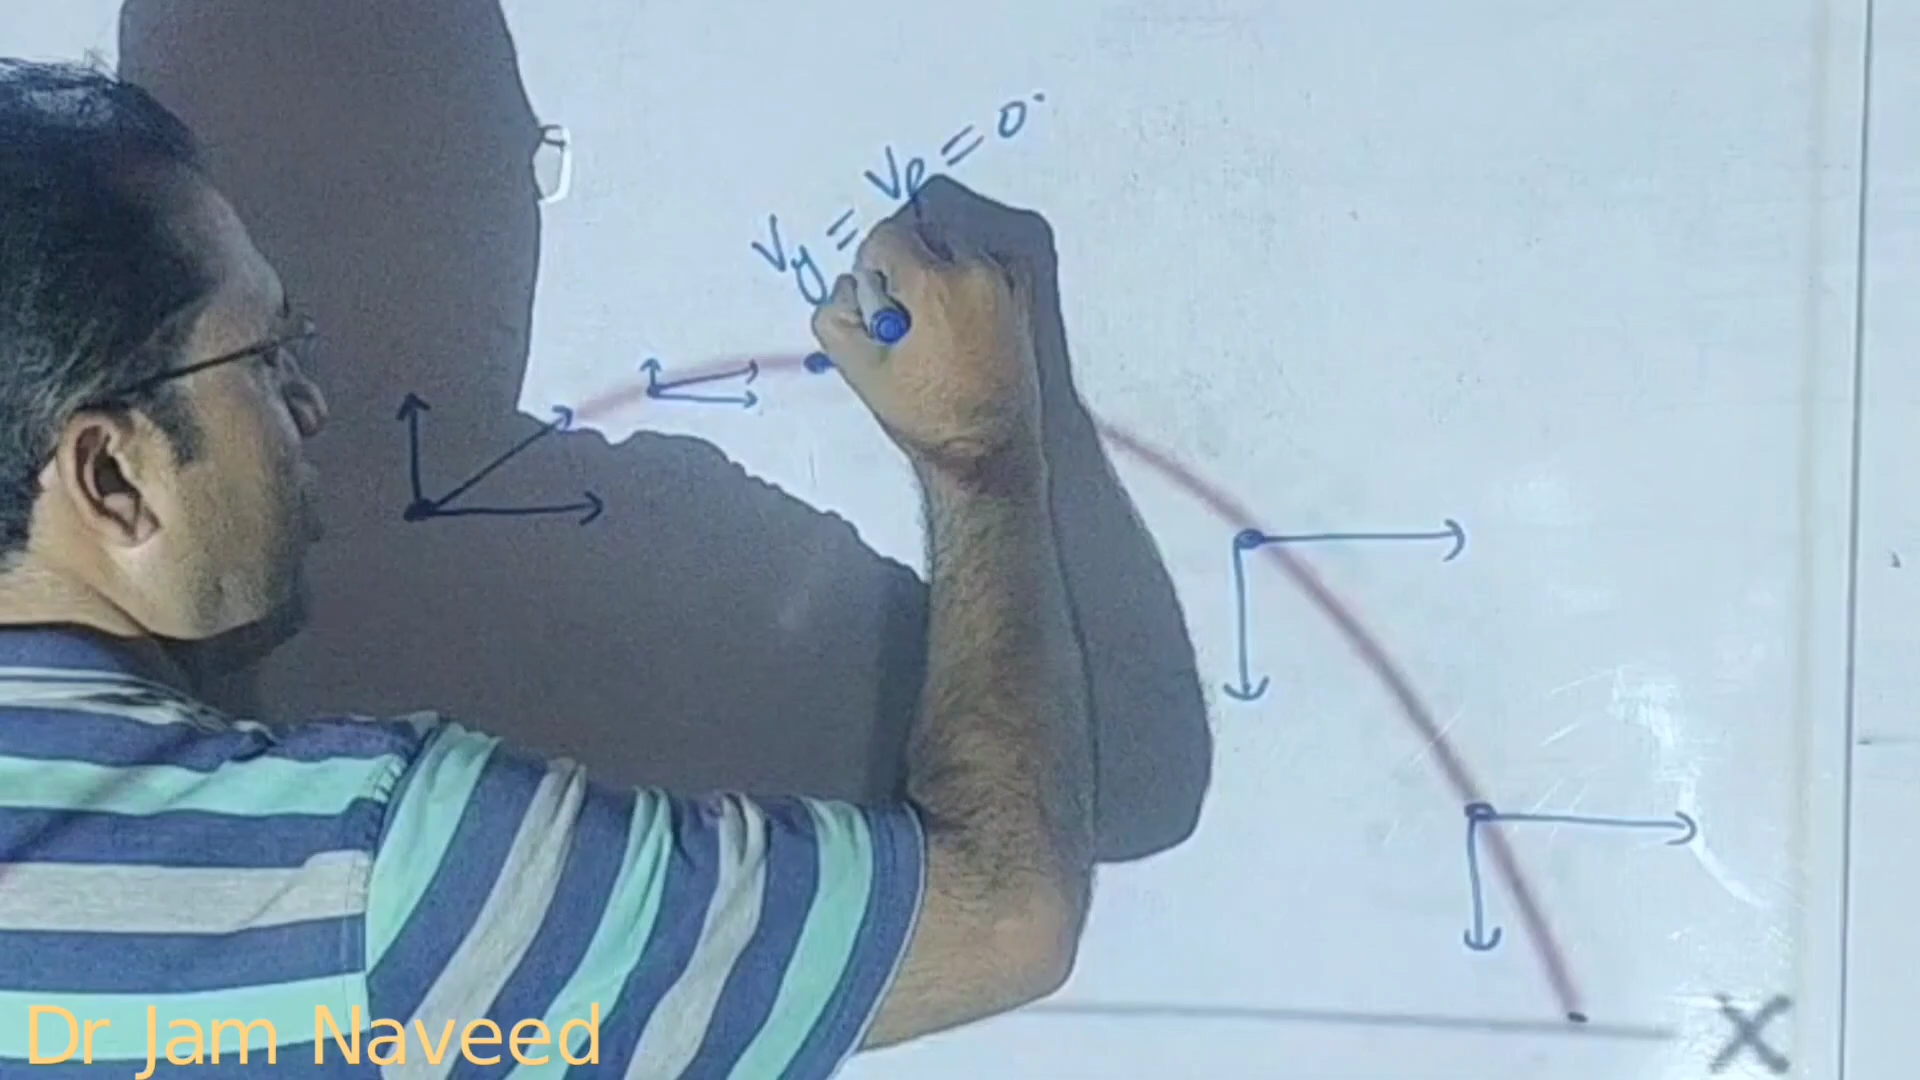 Vy = Vf = 0
X
Dr Jam Naveed